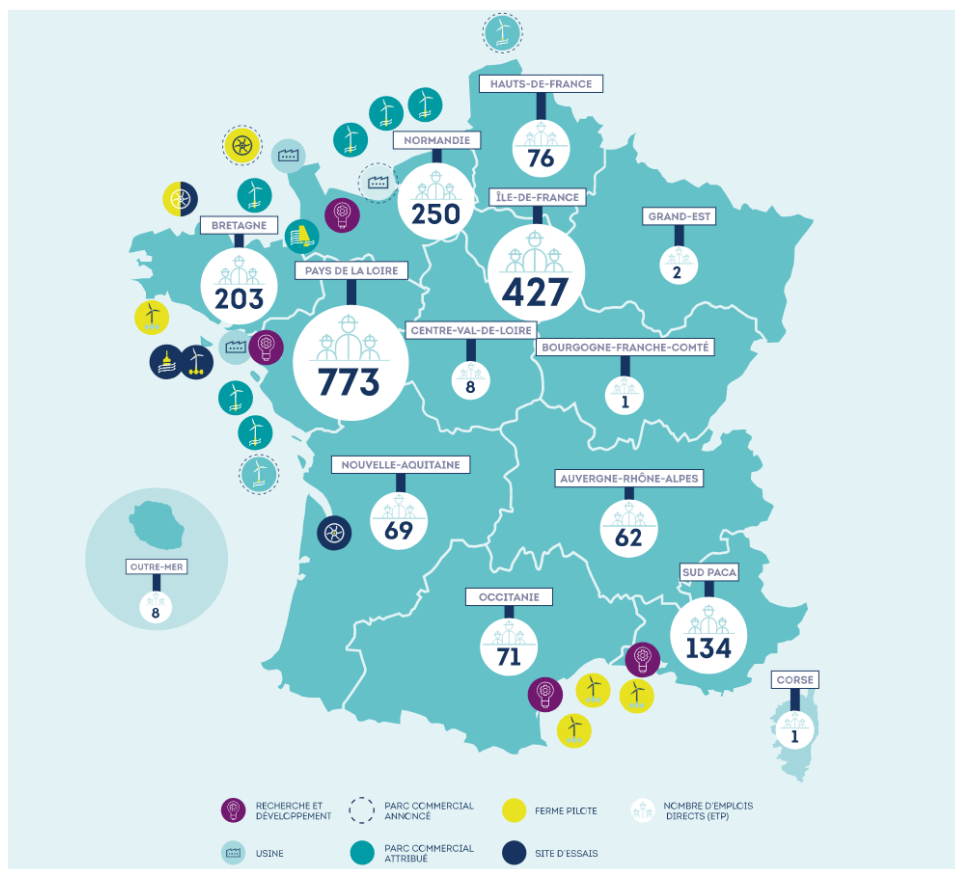 HAUTS-DE-FRANCE
76
NORMANDIE
250
ÎLE-DE-FRANCE
427
GRAND-EST
2
BRETAGNE
203
PAYS DE LA LOIRE
773
CENTRE-VAL-DE-LOIRE
8
BOURGOGNE-FRANCHE-COMTÉ
1
NOUVELLE-AQUITAINE
69
AUVERGNE-RHÔNE-ALPES
62
OUTRE-MER
8
OCCITANIE
71
SUD PACA
134
CORSE
1
RECHERCHE ET
DÉVELOPPEMENT
PARC COMMERCIAL
ANNONCÉ
FERME PILOTE
NOMBRE D'EMPLOIS
DIRECTS (ETP)
USINE
PARC COMMERCIAL
ATTRIBUÉ
SITE D'ESSAIS